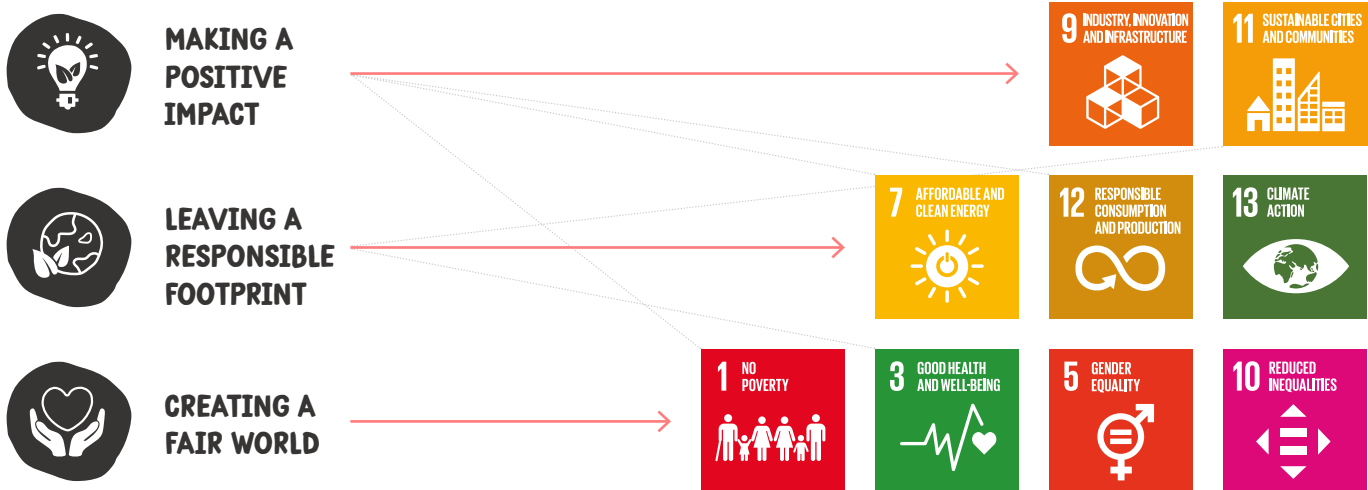 MAKING A
POSITIVE
IMPACT
9 INDUSTRY, INNOVATION
AND INFRASTRUCTURE
11 SUSTAINABLE CITIES
AND COMMUNITIES
LEAVING A
RESPONSIBLE
FOOTPRINT
7 AFFORDABLE AND
CLEAN ENERGY
12 RESPONSIBLE
CONSUMPTION
AND PRODUCTION
13 CLIMATE
ACTION
CREATING A
FAIR WORLD
1 NO
POVERTY
3 GOOD HEALTH
AND WELL-BEING
5 GENDER
EQUALITY
10 REDUCED
INEQUALITIES